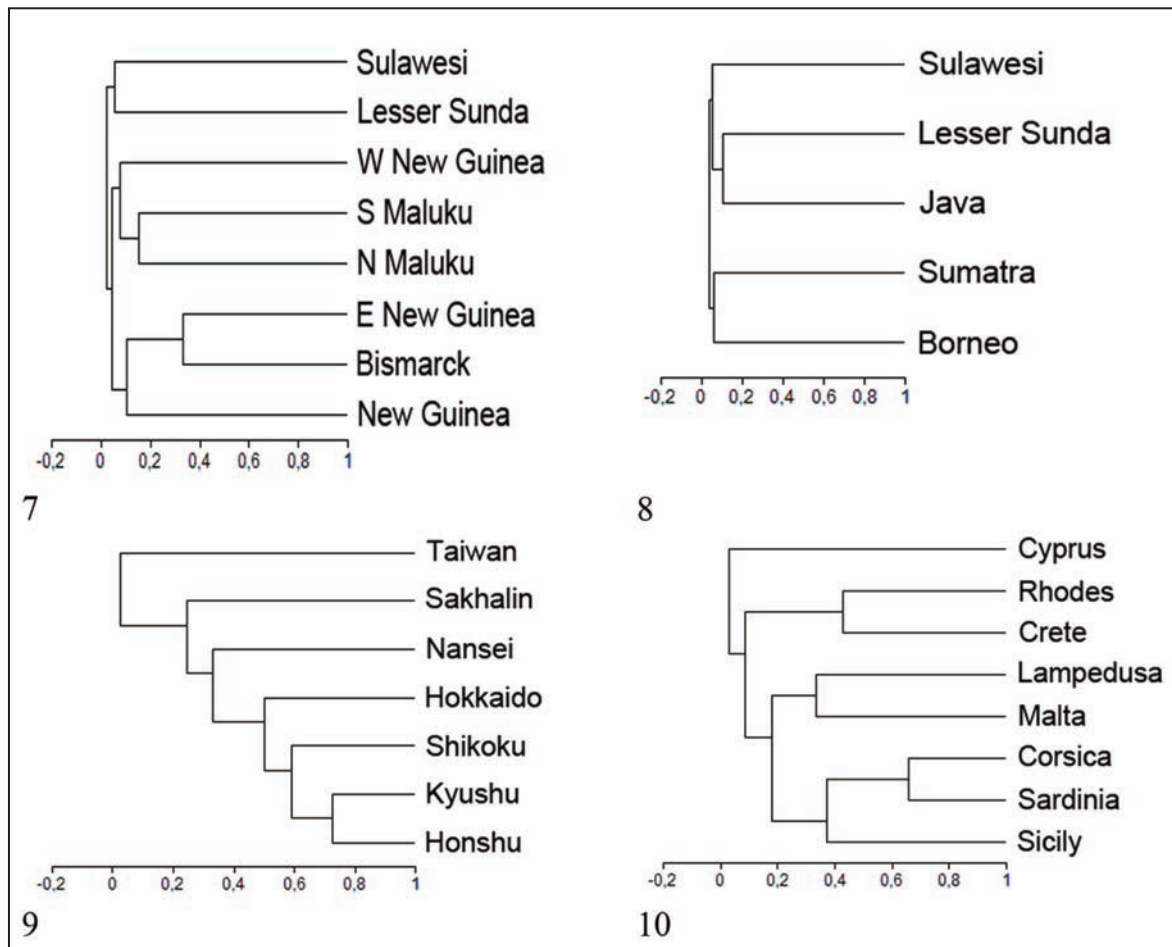 Sulawesi
Lesser Sunda
W New Guinea
S Maluku
N Maluku
E New Guinea
Bismarck
New Guinea
-0,2 0 0,2 0,4 0,6 0,8 1
7
Sulawesi
Lesser Sunda
Java
Sumatra
Borneo
-0,2 0 0,2 0,4 0,6 0,8 1
8
Taiwan
Sakhalin
Nansei
Hokkaido
Shikoku
Kyushu
Honshu
-0,2 0 0,2 0,4 0,6 0,8 1
9
Cyprus
Rhodes
Crete
Lampedusa
Malta
Corsica
Sardinia
Sicily
-0,2 0 0,2 0,4 0,6 0,8 1
10